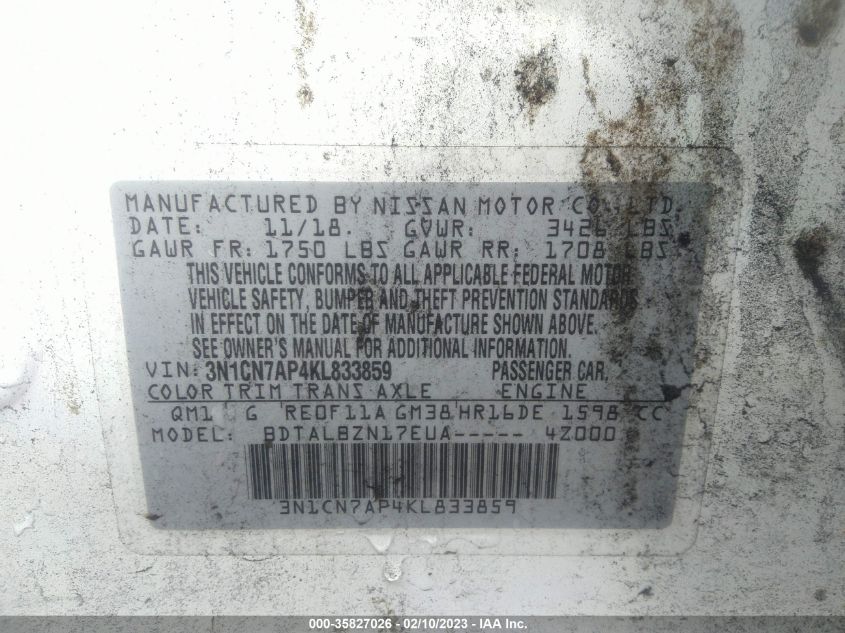 MANUFACTURED BY NISSAN MOTOR CO., LTD.
DATE: 11/18. GVWR: 3426 LBS
GAWR FR: 1750 LBS GAWR RR: 1708 LBS
THIS VEHICLE CONFORMS TO ALL APPLICABLE FEDERAL MOTOR
VEHICLE SAFETY, BUMPER AND THEFT PREVENTION STANDARDS
IN EFFECT ON THE DATE OF MANUFACTURE SHOWN ABOVE.
SEE OWNER'S MANUAL FOR ADDITIONAL INFORMATION.
VIN: 3N1CN7AP4KL833859 PASSENGER CAR.
COLOR TRIM TRANS AXLE ENGINE
QM1 G RE0F11A GM38 HR16DE 1598 CC
MODEL: BDTALBZN17EUA----- 4Z000
3N1CN7AP4KL833859
000-35827026 - 02/10/2023 - Copyright © IAA, LLC